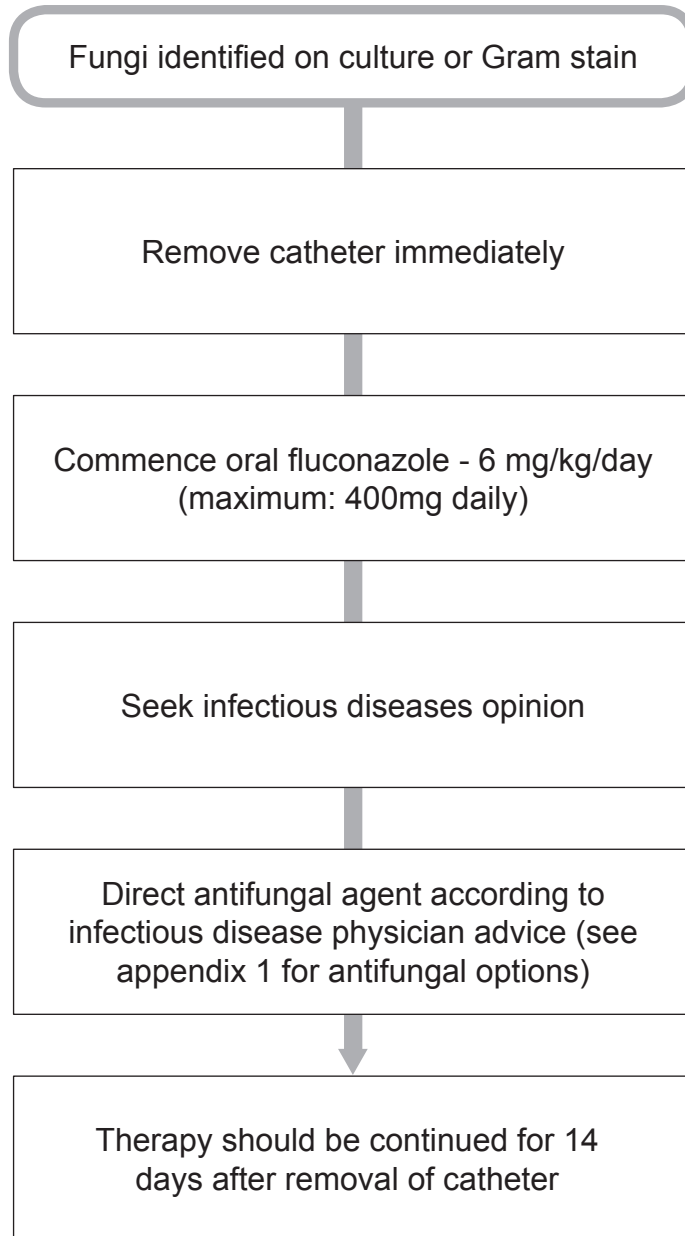 Fungi identified on culture or Gram stain
Remove catheter immediately
Commence oral fluconazole - 6 mg/kg/day
(maximum: 400mg daily)
Seek infectious diseases opinion
Direct antifungal agent according to
infectious disease physician advice (see
appendix 1 for antifungal options)
Therapy should be continued for 14
days after removal of catheter